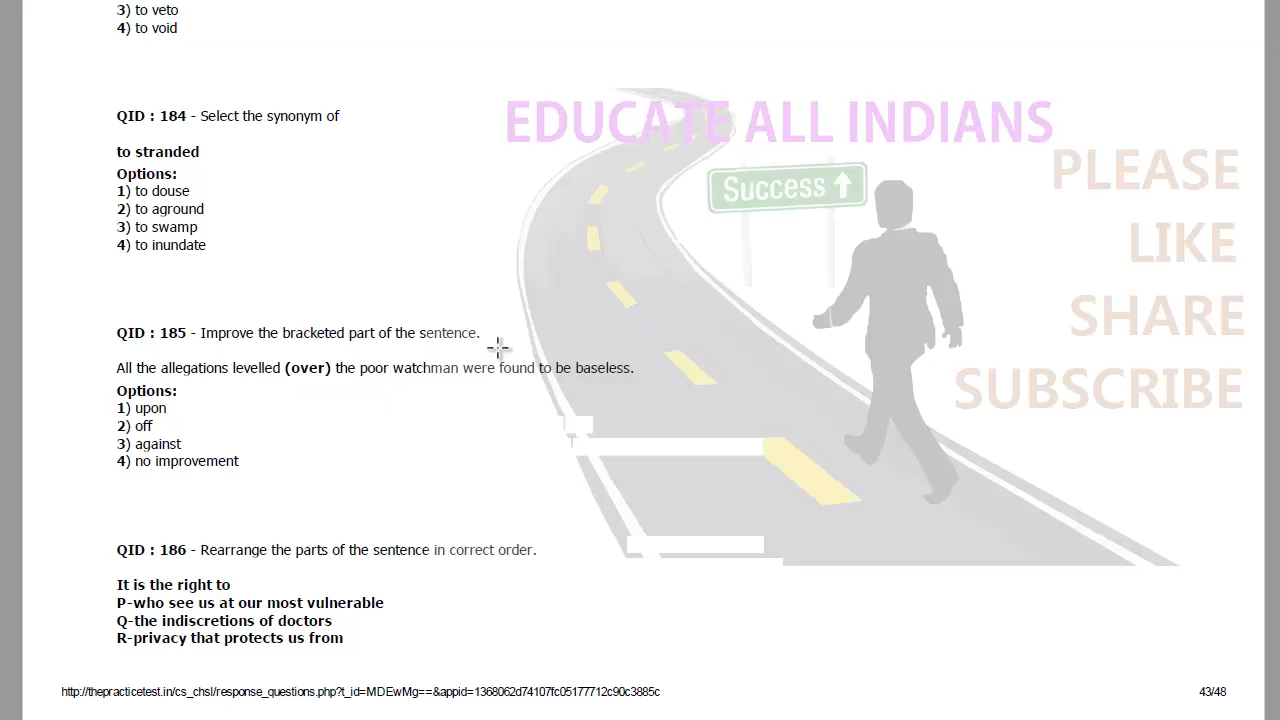 3) to veto
4) to void
EDUCATE ALL INDIANS
QID : 184 - Select the synonym of
PLEASE
to stranded
Options:
Success
1) to douse
2) to aground
3) to swamp
LIKE
4) to inundate
SHARE
QID : 185 - Improve the bracketed part of the sentence.
All the allegations levelled (over) the poor watchman were found to be baseless.
SUBSCRIBE
Options:
1) upon
2) off
3) against
4) no improvement
QID : 186 - Rearrange the parts of the sentence in correct order.
It is the right to
P-who see us at our most vulnerable
Q-the indiscretions of doctors
R-privacy that protects us from
http://thepracticetest.in/cs_chsl/response_questions.php?t_id=MDEwMg==&appid=1368062d74107fc05177712c90c3885c
43/48